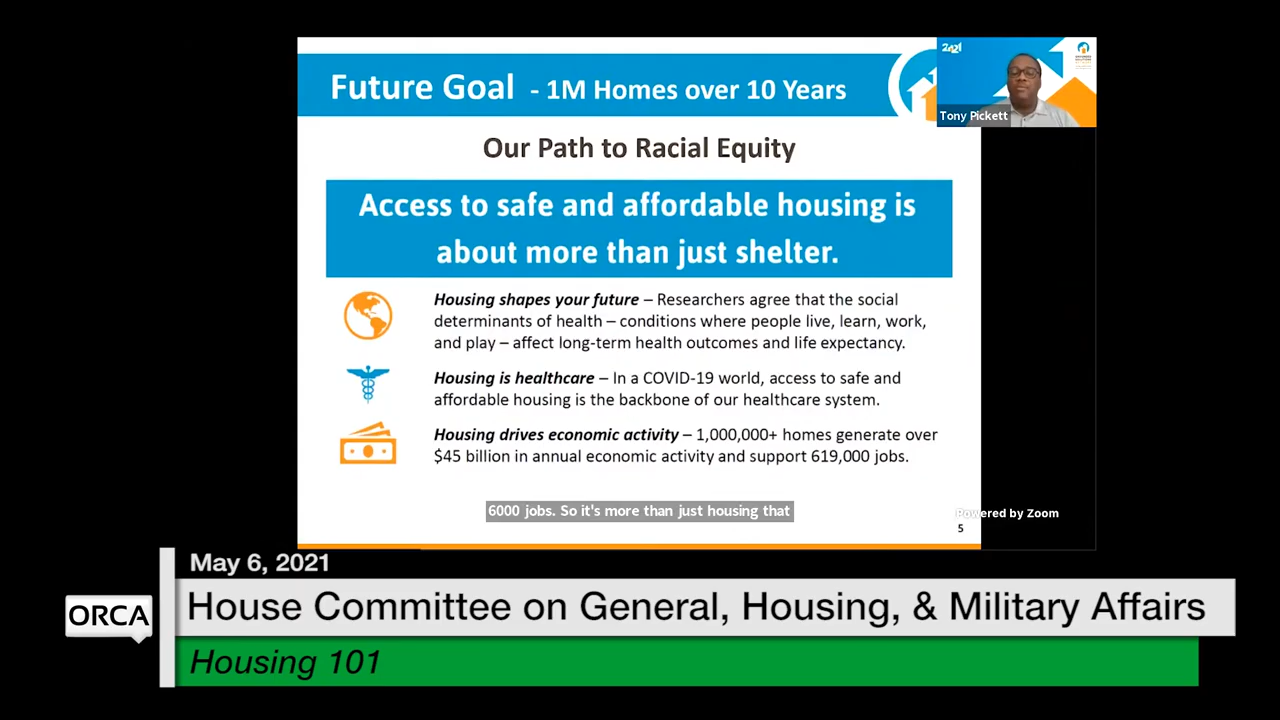 Future Goal - 1M Homes over 10 Years
2021
Tony Pickett
Our Path to Racial Equity
Access to safe and affordable housing is
about more than just shelter.
Housing shapes your future – Researchers agree that the social
determinants of health – conditions where people live, learn, work,
and play – affect long-term health outcomes and life expectancy.
Housing is healthcare – In a COVID-19 world, access to safe and
affordable housing is the backbone of our healthcare system.
Housing drives economic activity – 1,000,000+ homes generate over
$45 billion in annual economic activity and support 619,000 jobs.
6000 jobs. So it's more than just housing that
Powered by Zoom
5
May 6, 2021
ORCA
House Committee on General, Housing, & Military Affairs
Housing 101